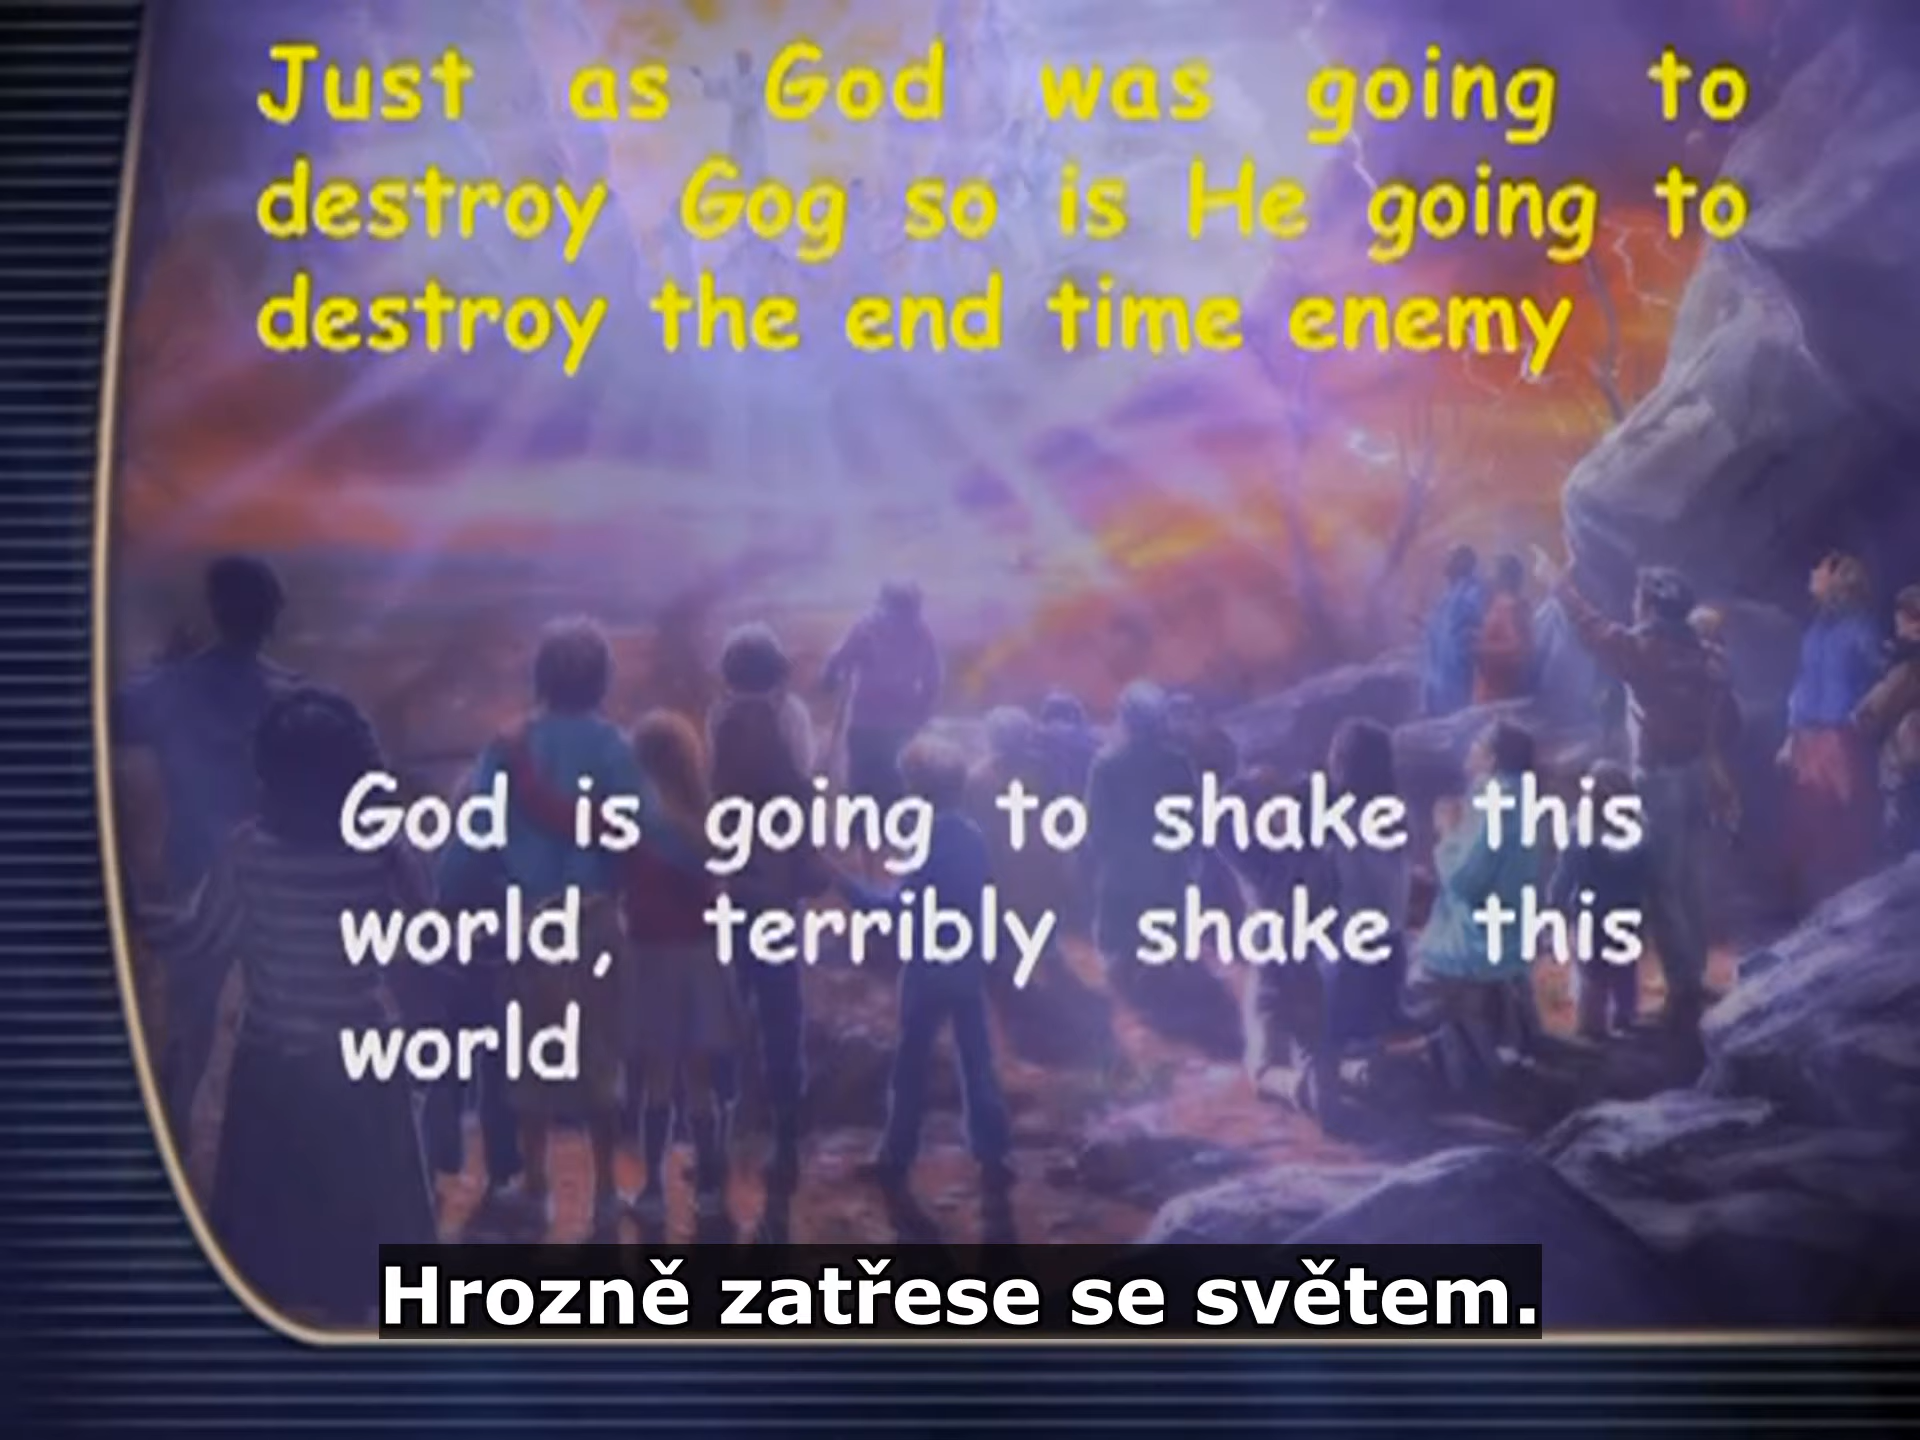 Just as God was going to
destroy Gog so is He going to
destroy the end time enemy
God is going to shake this
world, terribly shake this
world
Hrozně zatřese se světem.